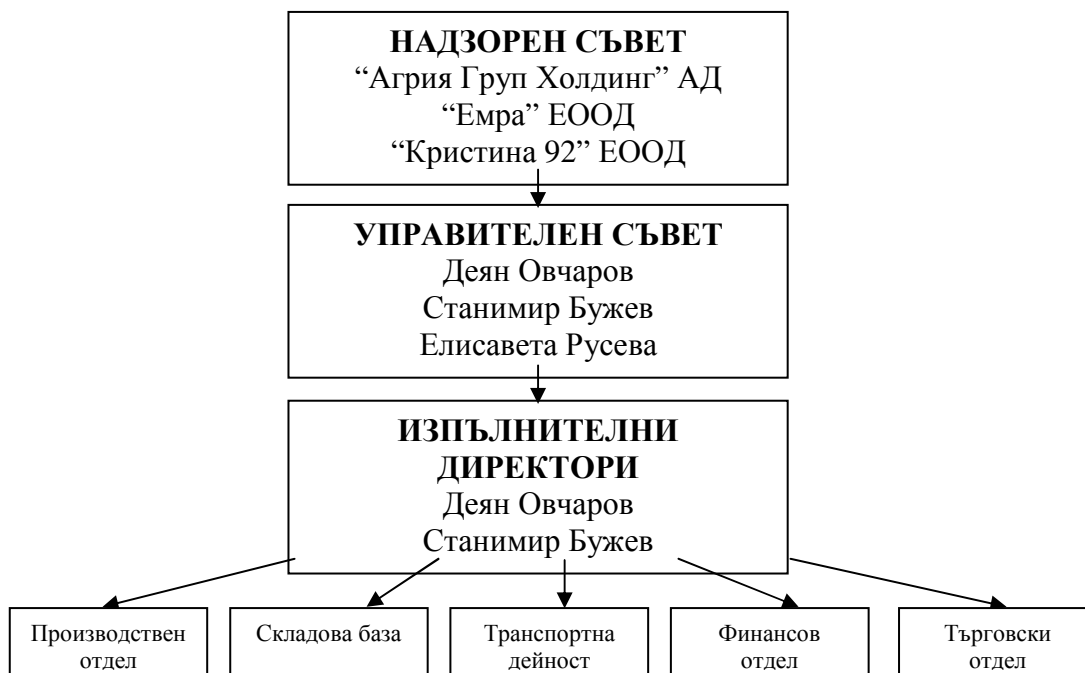 НАДЗОРЕН СЪВЕТ
“Агрия Груп Холдинг” АД
“Емра” ЕООД
“Кристина 92” ЕООД
УПРАВИТЕЛЕН СЪВЕТ
Деян Овчаров
Станимир Бужев
Елисавета Русева
ИЗПЪЛНИТЕЛНИ
ДИРЕКТОРИ
Деян Овчаров
Станимир Бужев
Производствен
отдел
Складова база
Транспортна
дейност
Финансов
отдел
Търговски
отдел